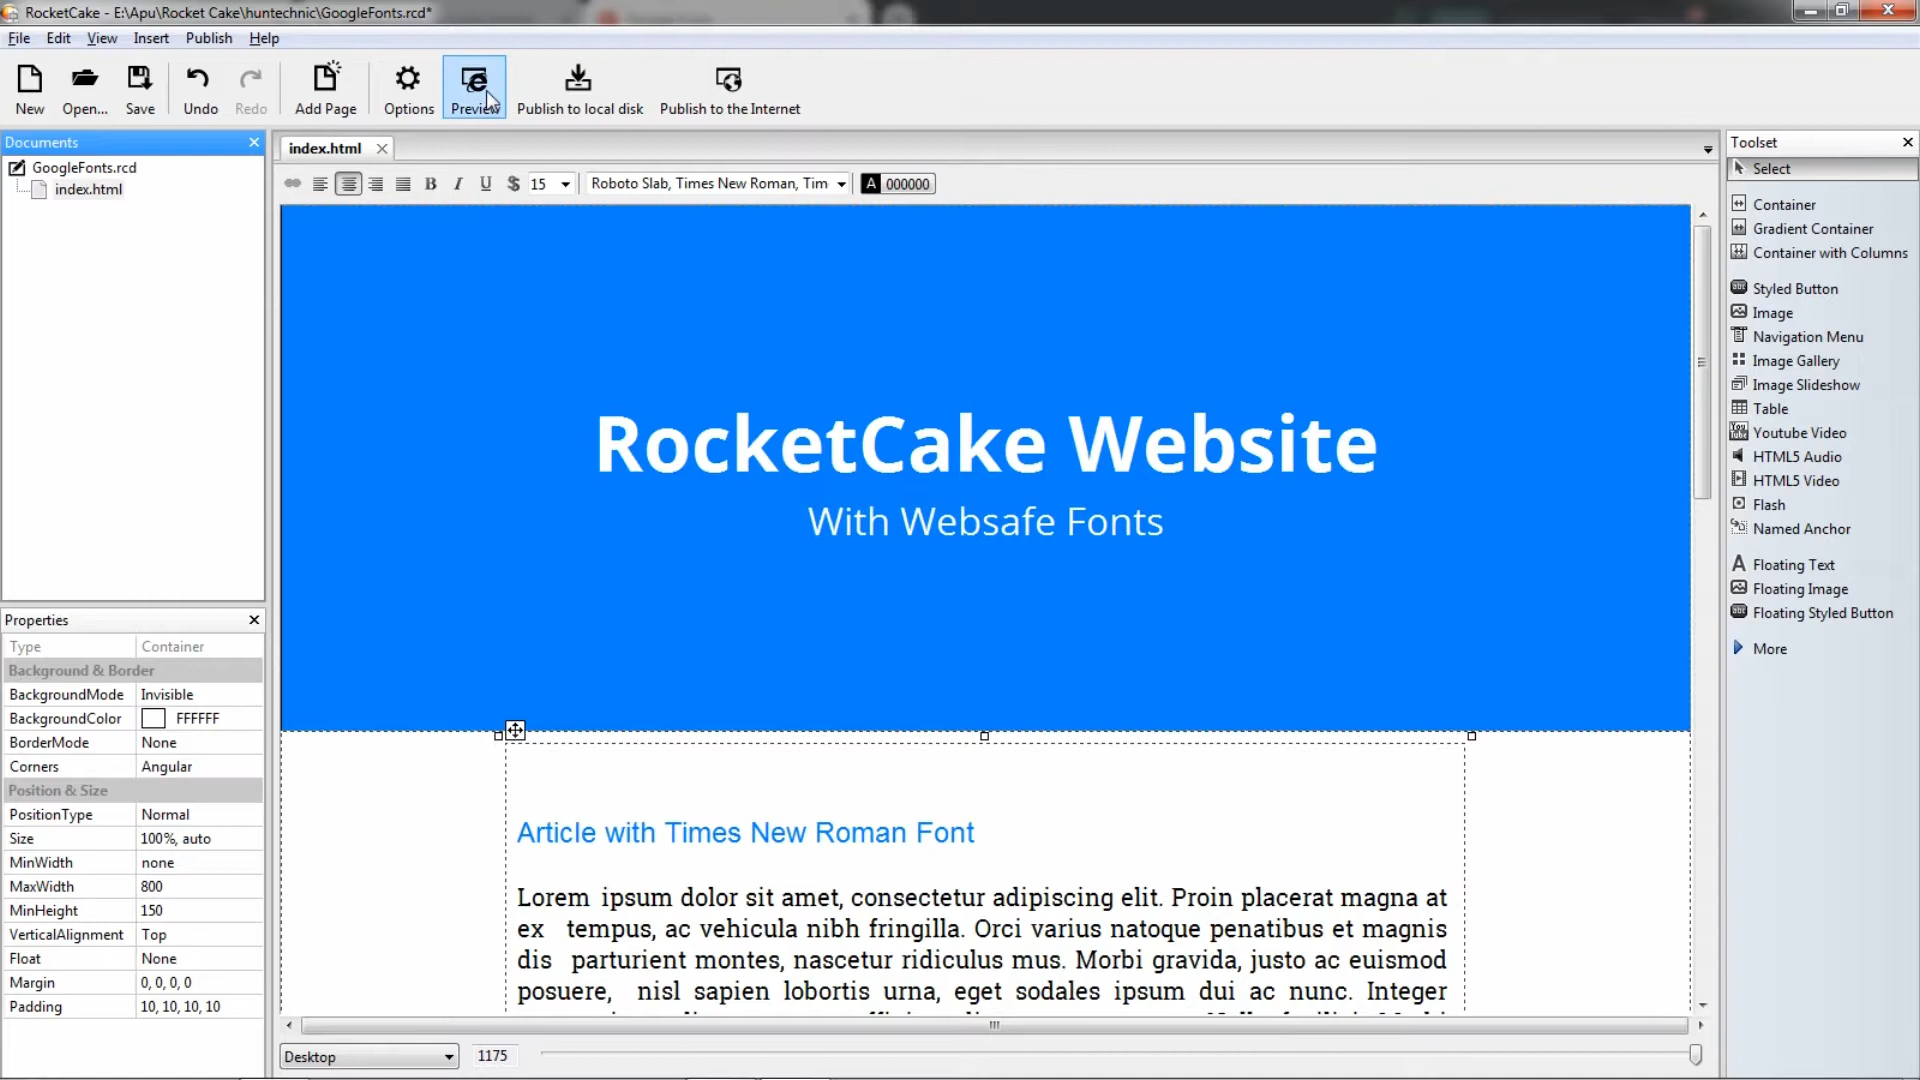 RocketCake - E:\Apu\Rocket Cake\huntechnic\GoogleFonts.rcd*
File Edit View Insert Publish Help
New Open... Save Undo Redo Add Page Options Preview Publish to local disk Publish to the Internet
Documents
GoogleFonts.rcd
index.html
index.html
B I U $ 15 Roboto Slab, Times New Roman, Tim A 000000
RocketCake Website
With Websafe Fonts
Article with Times New Roman Font
Lorem ipsum dolor sit amet, consectetur adipiscing elit. Proin placerat magna at
ex tempus, ac vehicula nibh fringilla. Orci varius natoque penatibus et magnis
dis parturient montes, nascetur ridiculus mus. Morbi gravida, justo ac euismod
posuere, nisl sapien lobortis urna, eget sodales ipsum dui ac nunc. Integer
Desktop 1175
Properties
Type Container
Background & Border
BackgroundMode Invisible
BackgroundColor FFFFFF
BorderMode None
Corners Angular
Position & Size
PositionType Normal
Size 100%, auto
MinWidth none
MaxWidth 800
MinHeight 150
VerticalAlignment Top
Float None
Margin 0, 0, 0, 0
Padding 10, 10, 10, 10
Toolset
Select
Container
Gradient Container
Container with Columns
Styled Button
Image
Navigation Menu
Image Gallery
Image Slideshow
Table
Youtube Video
HTML5 Audio
HTML5 Video
Flash
Named Anchor
Floating Text
Floating Image
Floating Styled Button
More